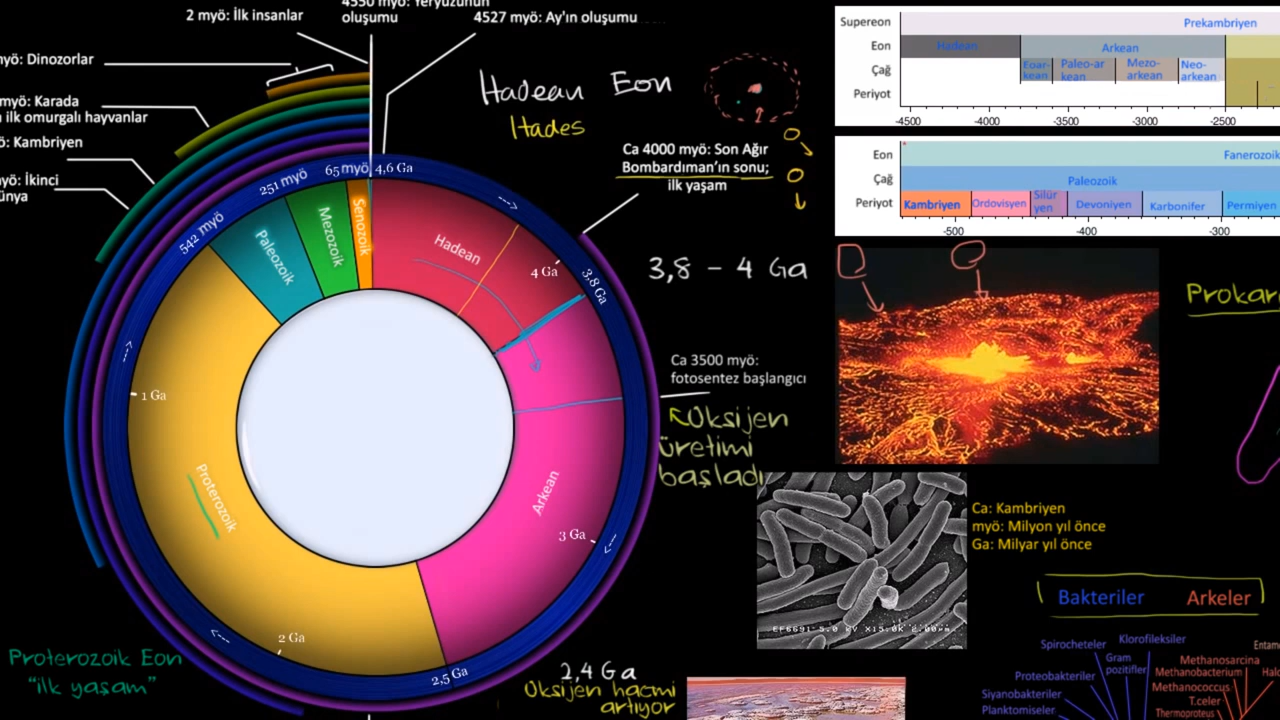 2 myö: İlk insanlar
4550 myö: Yeryüzünün
oluşumu
4527 myö: Ay'ın oluşumu
myö: Dinozorlar
myö: Karada
ilk omurgalı hayvanlar
Kambriyen
myö: İkinci
Hadean Eon
Hades
Ca 4000 myö: Son Ağır
Bombardıman'ın sonu;
ilk yaşam
3,8 - 4 Ga
Ca 3500 myö:
fotosentez başlangıcı
Oksijen
üretimi
başladı
542 myö
251 myö
65 myö
4,6 Ga
Paleozoik
Mezozoik
Senozoik
Hadean
4 Ga
3,8 Ga
Arkean
3 Ga
2,5 Ga
2 Ga
Proterozoik
1 Ga
Proterozoik Eon
"ilk yaşam"
2,4 Ga
Oksijen hacmi
artıyor
Supereon
Prekambriyen
Eon
Hadean
Arkean
Çağ
Eoar-
kean
Paleo-ar
kean
Mezo-
arkean
Neo-
arkean
Periyot
-4500 -4000 -3500 -3000 -2500
Eon
Fanerozoik
Çağ
Paleozoik
Periyot
Kambriyen
Ordovisyen
Silür
yen
Devoniyen
Karbonifer
Permiyen
-500 -400 -300
Ca: Kambriyen
myö: Milyon yıl önce
Ga: Milyar yıl önce
Bakteriler Arkeler
Spirocheteler
Klorofileksiler
Gram
pozitifler
Proteobakteriler
Siyanobakteriler
Planktomiseler
Methanosarcina
Methanobacterium
Methanococcus
T.celer
Thermoproteus